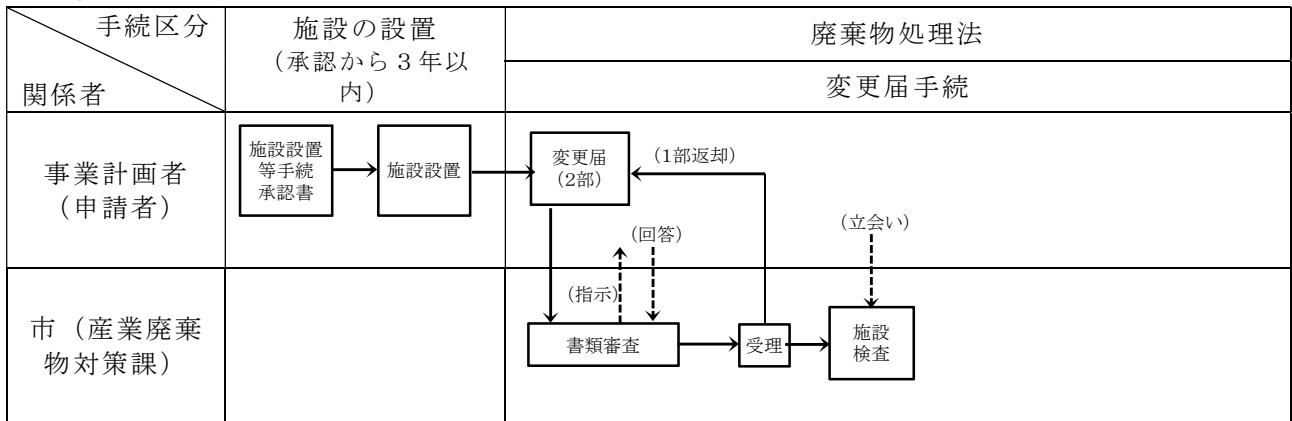 手続区分
関係者
施設の設置
（承認から３年以
内）
廃棄物処理法
変更届手続
事業計画者
（申請者）
施設設置
等手続
承認書
施設設置
変更届
（2部）
（1部返却）
（回答）
（立会い）
（指示）
市（産業廃棄
物対策課）
書類審査
受理
施設
検査